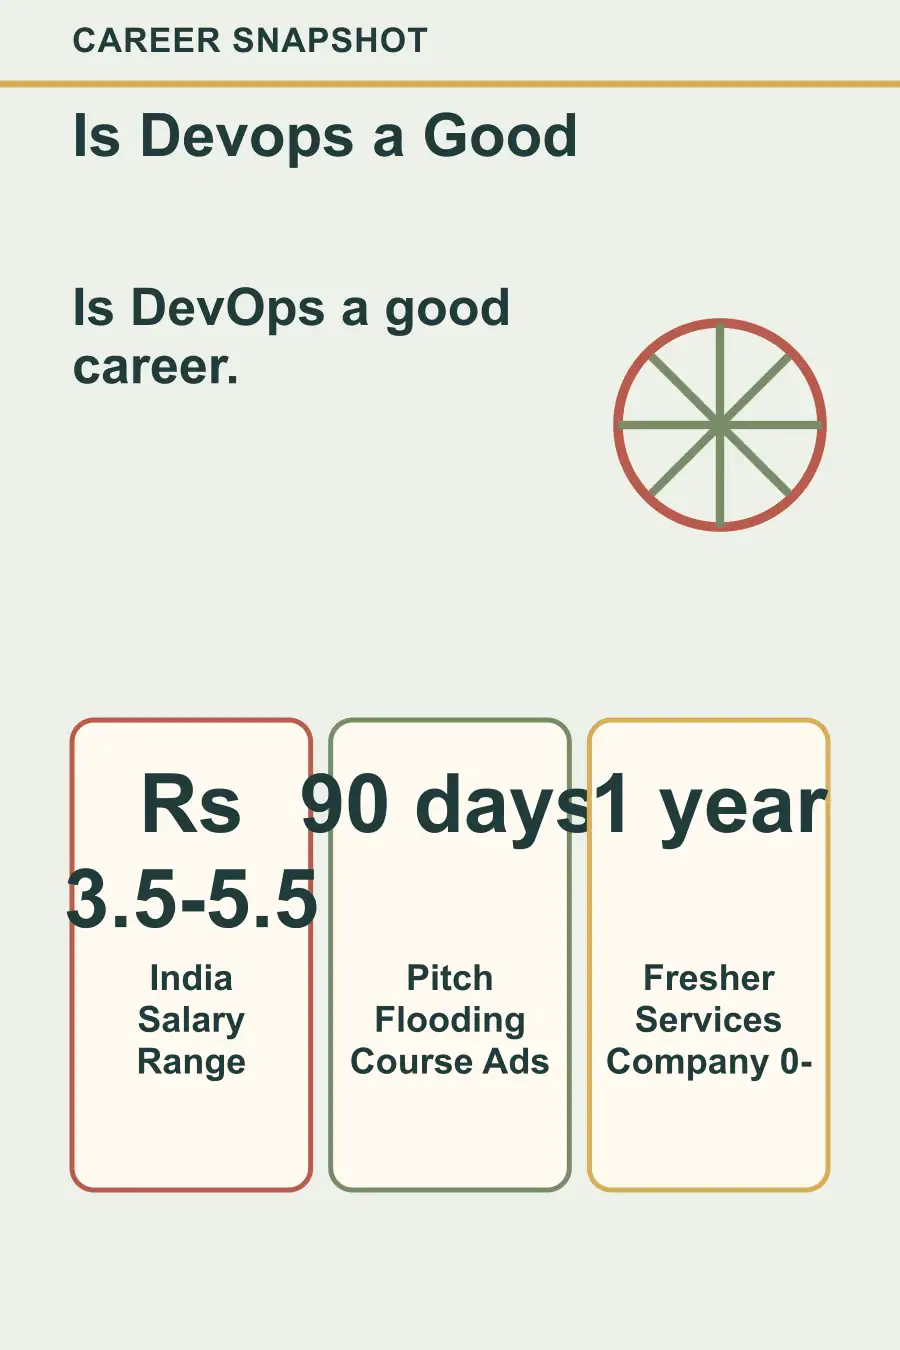 CAREER SNAPSHOT
Is Devops a Good
Is DevOps a good
career.
Rs
3.5-5.5
India
Salary
Range
90 days
Pitch
Flooding
Course Ads
1 year
Fresher
Services
Company 0-